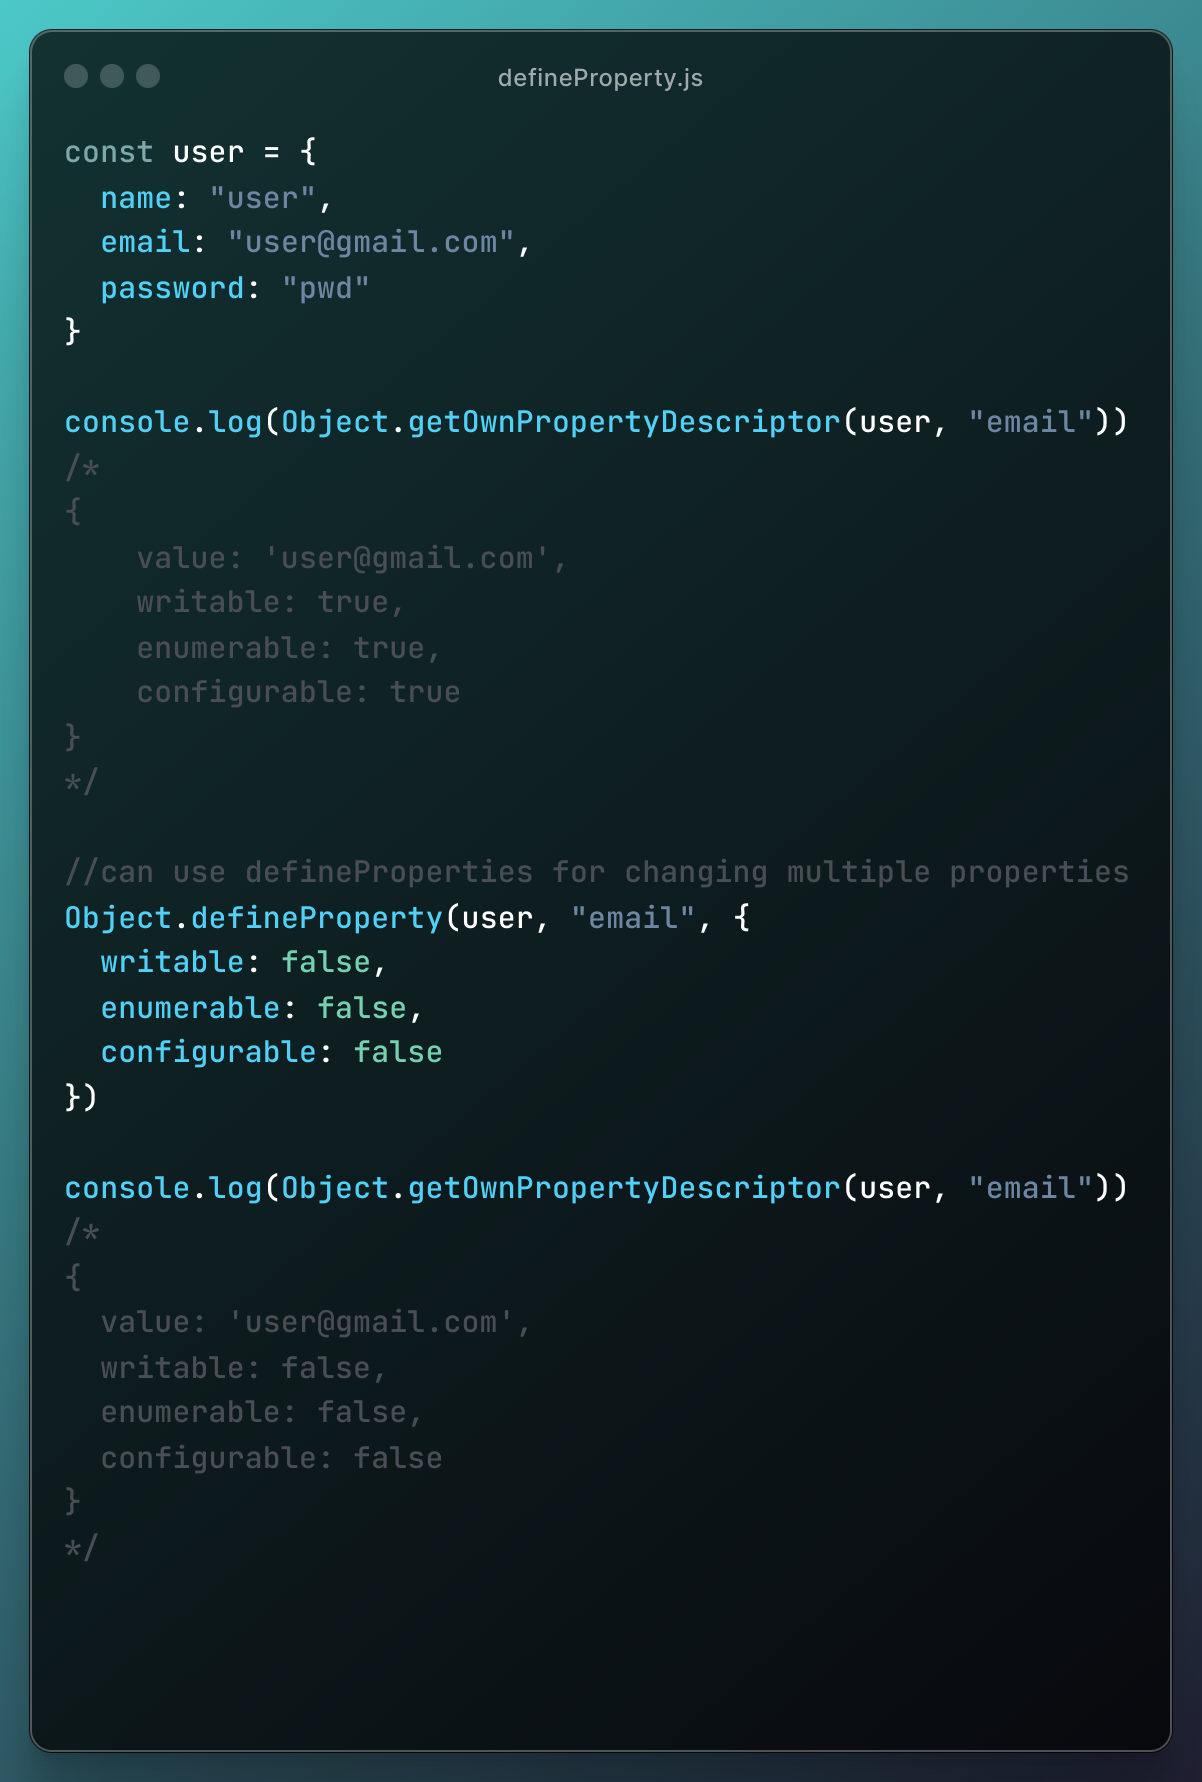 defineProperty.js
const user = {
  name: "user",
  email: "user@gmail.com",
  password: "pwd"
}

console.log(Object.getOwnPropertyDescriptor(user, "email"))
/*
{
    value: 'user@gmail.com',
    writable: true,
    enumerable: true,
    configurable: true
}
*/

//can use defineProperties for changing multiple properties
Object.defineProperty(user, "email", {
  writable: false,
  enumerable: false,
  configurable: false
})

console.log(Object.getOwnPropertyDescriptor(user, "email"))
/*
{
  value: 'user@gmail.com',
  writable: false,
  enumerable: false,
  configurable: false
}
*/